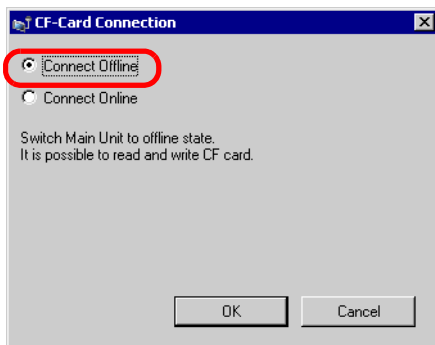 CF-Card Connection
Connect Offline
Connect Online
Switch Main Unit to offline state.
It is possible to read and write CF card.
OK
Cancel